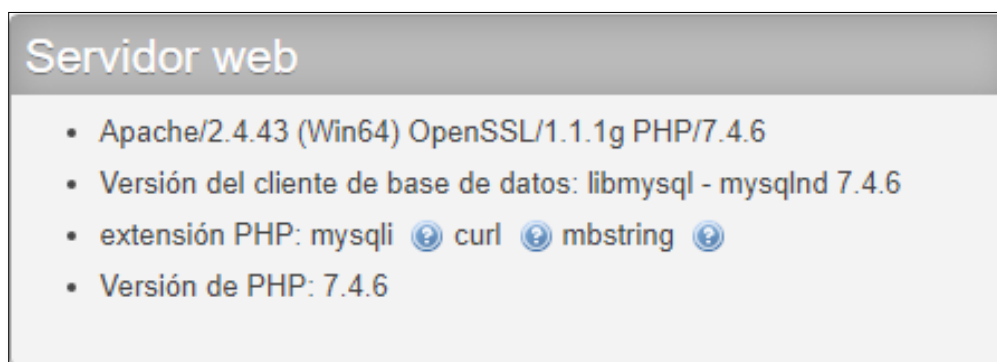 Servidor web
• Apache/2.4.43 (Win64) OpenSSL/1.1.1g PHP/7.4.6
• Versión del cliente de base de datos: libmysql - mysqlnd 7.4.6
• extensión PHP: mysqli ? curl ? mbstring ?
• Versión de PHP: 7.4.6